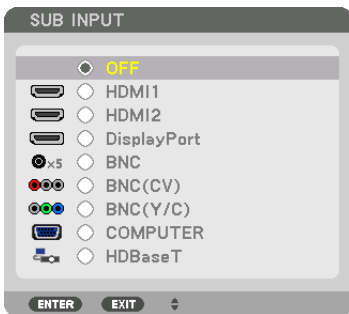 SUB INPUT
OFF
HDMI1
HDMI2
DisplayPort
×5 BNC
BNC(CV)
BNC(Y/C)
COMPUTER
HDBaseT
ENTER EXIT